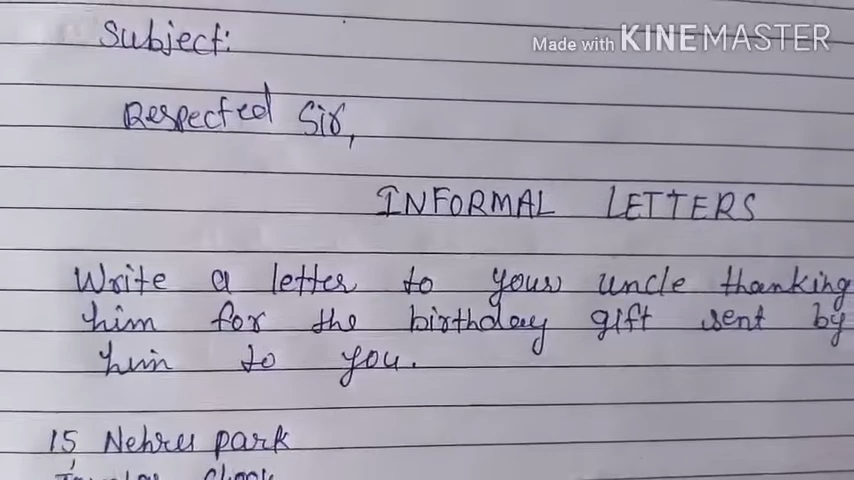 Made with KINEMASTER
Subject:
Respected Sir,
INFORMAL LETTERS
Write a letter to your uncle thanking
him for the birthday gift sent by
him to you.
15 Nehru park